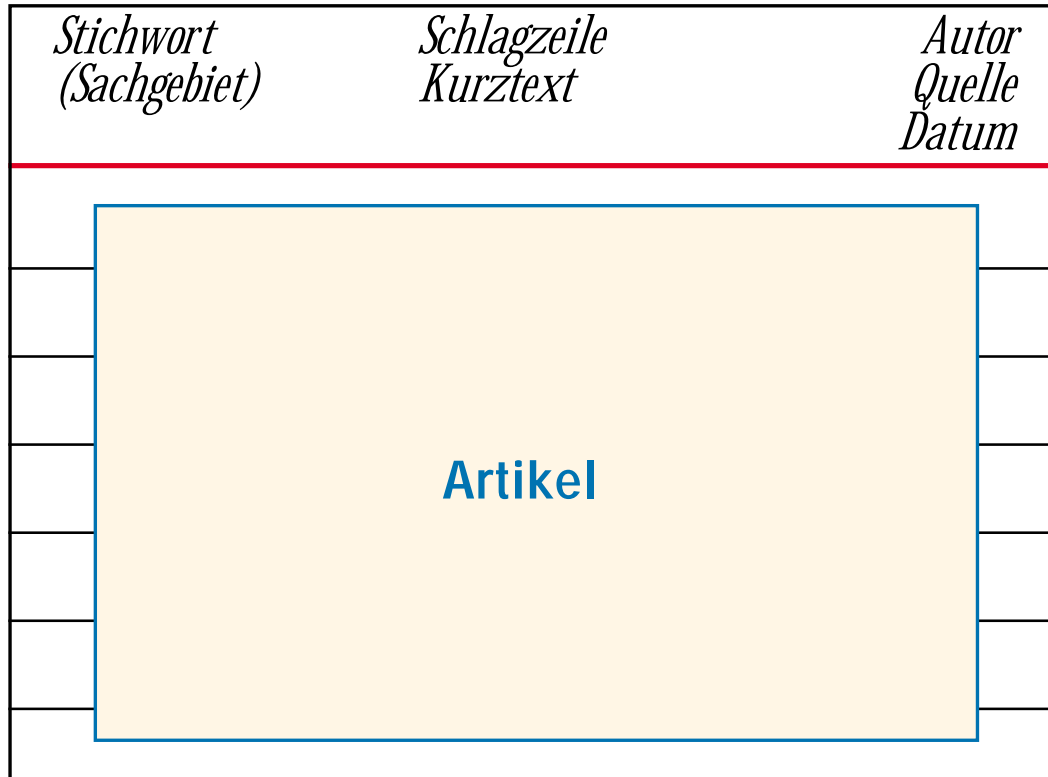 Stichwort
(Sachgebiet)
Schlagzeile
Kurztext
Autor
Quelle
Datum
Artikel